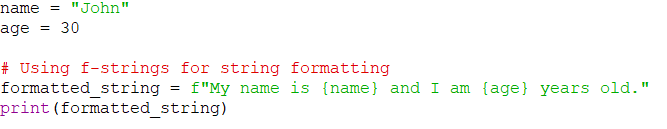 name = "John"
age = 30
# Using f-strings for string formatting
formatted_string = f"My name is {name} and I am {age} years old."
print(formatted_string)